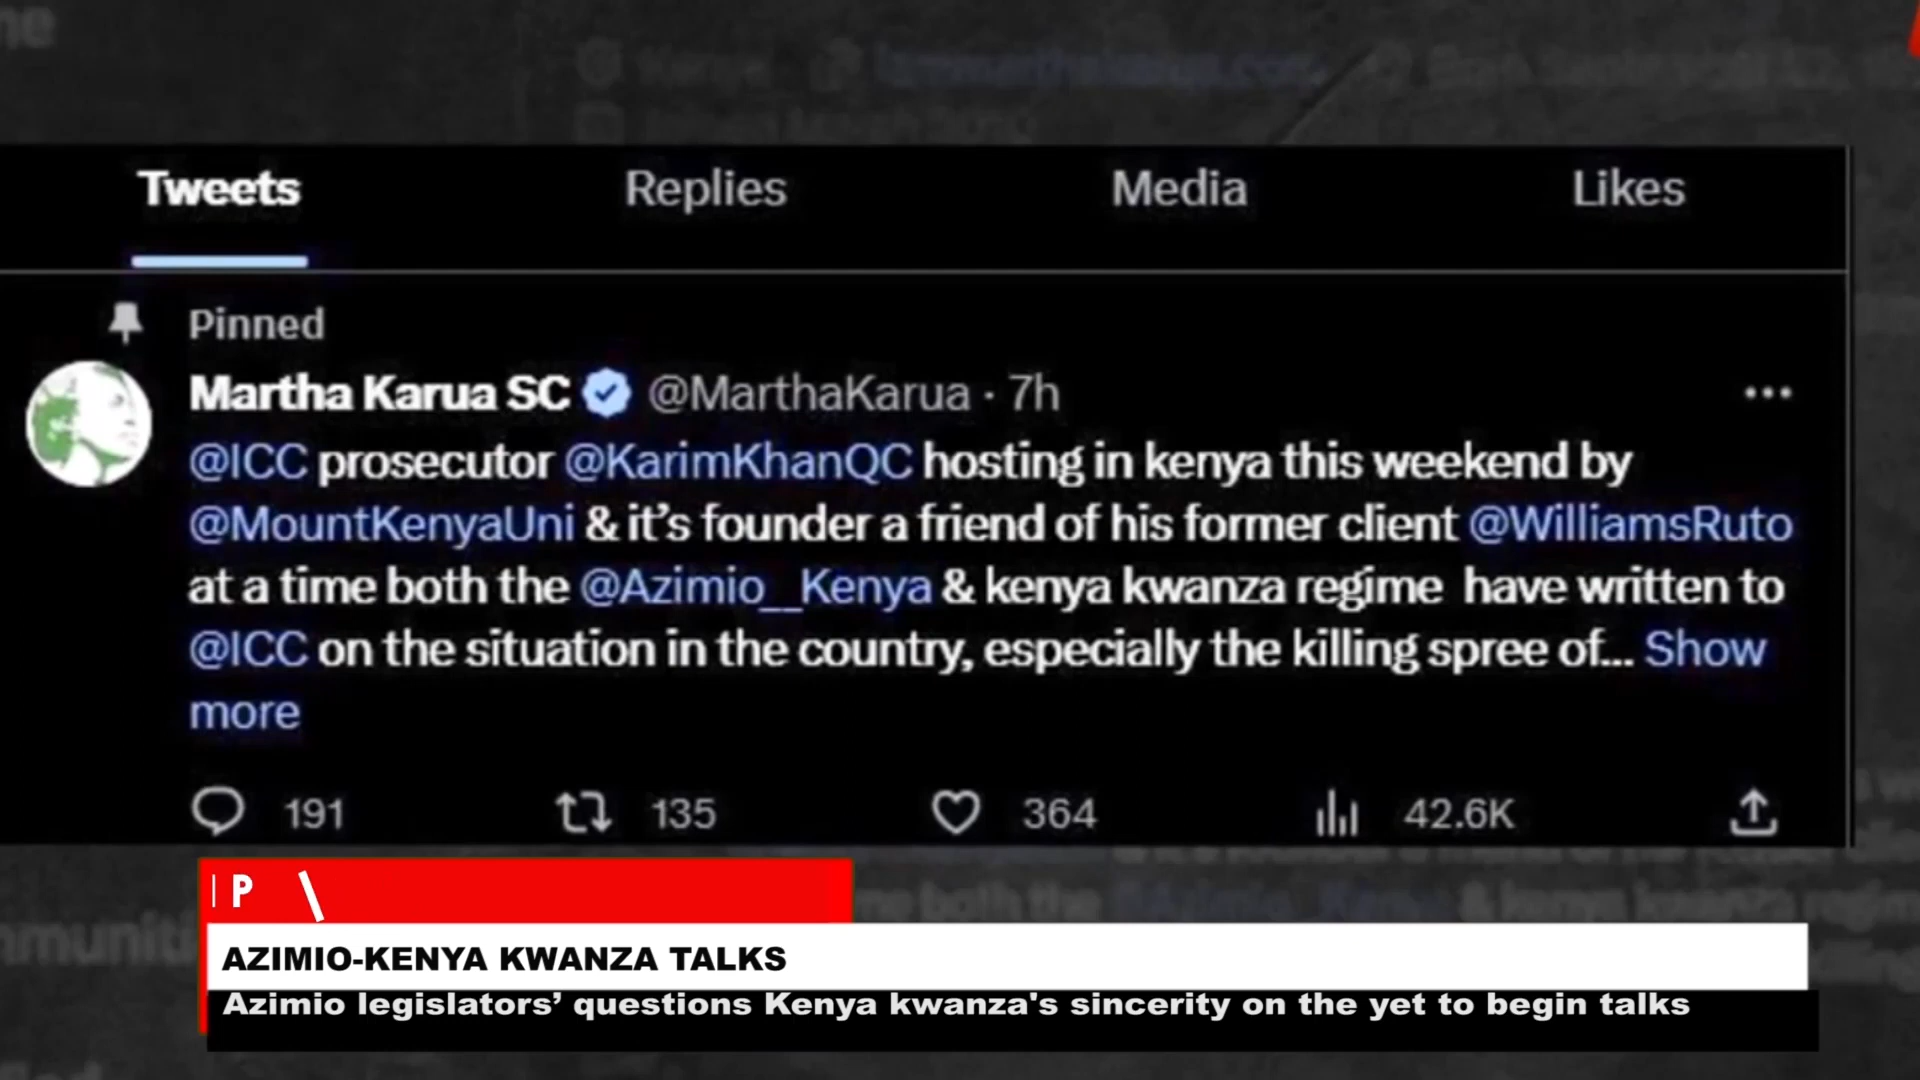 Tweets Replies Media Likes
Pinned
Martha Karua SC @MarthaKarua · 7h
@ICC prosecutor @KarimKhanQC hosting in kenya this weekend by
@MountKenyaUni & it’s founder a friend of his former client @WilliamsRuto
at a time both the @Azimio__Kenya & kenya kwanza regime have written to
@ICC on the situation in the country, especially the killing spree of... Show
more
191 135 364 42.6K
P
AZIMIO-KENYA KWANZA TALKS
Azimio legislators’ questions Kenya kwanza's sincerity on the yet to begin talks